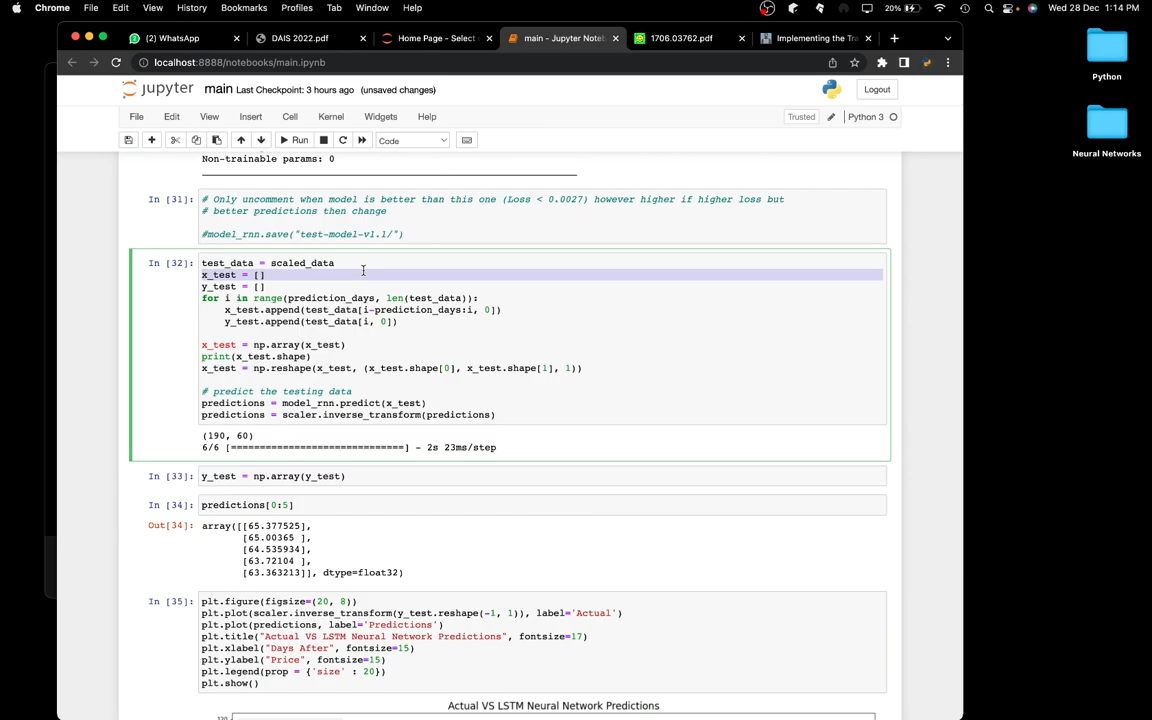 Chrome File Edit View History Bookmarks Profiles Tab Window Help 20% Wed 28 Dec 1:14 PM
(2) WhatsApp DAIS 2022.pdf Home Page - Select u main - Jupyter Noteb 1706.03762.pdf Implementing the Tra
localhost:8888/notebooks/main.ipynb
Python
Neural Networks
jupyter main Last Checkpoint: 3 hours ago (unsaved changes) Logout
File Edit View Insert Cell Kernel Widgets Help Trusted Python 3
Run Code
Non-trainable params: 0
In [31]: # Only uncomment when model is better than this one (Loss < 0.0027) however higher if higher loss but
# better predictions then change
#model_rnn.save("test-model-v1.1/")
In [32]: test_data = scaled_data
x_test = []
y_test = []
for i in range(prediction_days, len(test_data)):
x_test.append(test_data[i-prediction_days:i, 0])
y_test.append(test_data[i, 0])
x_test = np.array(x_test)
print(x_test.shape)
x_test = np.reshape(x_test, (x_test.shape[0], x_test.shape[1], 1))
# predict the testing data
predictions = model_rnn.predict(x_test)
predictions = scaler.inverse_transform(predictions)
(190, 60)
6/6 [==============================] - 2s 23ms/step
In [33]: y_test = np.array(y_test)
In [34]: predictions[0:5]
Out[34]: array([[65.377525],
[65.00365 ],
[64.535934],
[63.72104 ],
[63.363213]], dtype=float32)
In [35]: plt.figure(figsize=(20, 8))
plt.plot(scaler.inverse_transform(y_test.reshape(-1, 1)), label='Actual')
plt.plot(predictions, label='Predictions')
plt.title("Actual VS LSTM Neural Network Predictions", fontsize=17)
plt.xlabel("Days After", fontsize=15)
plt.ylabel("Price", fontsize=15)
plt.legend(prop = {'size' : 20})
plt.show()
Actual VS LSTM Neural Network Predictions
120